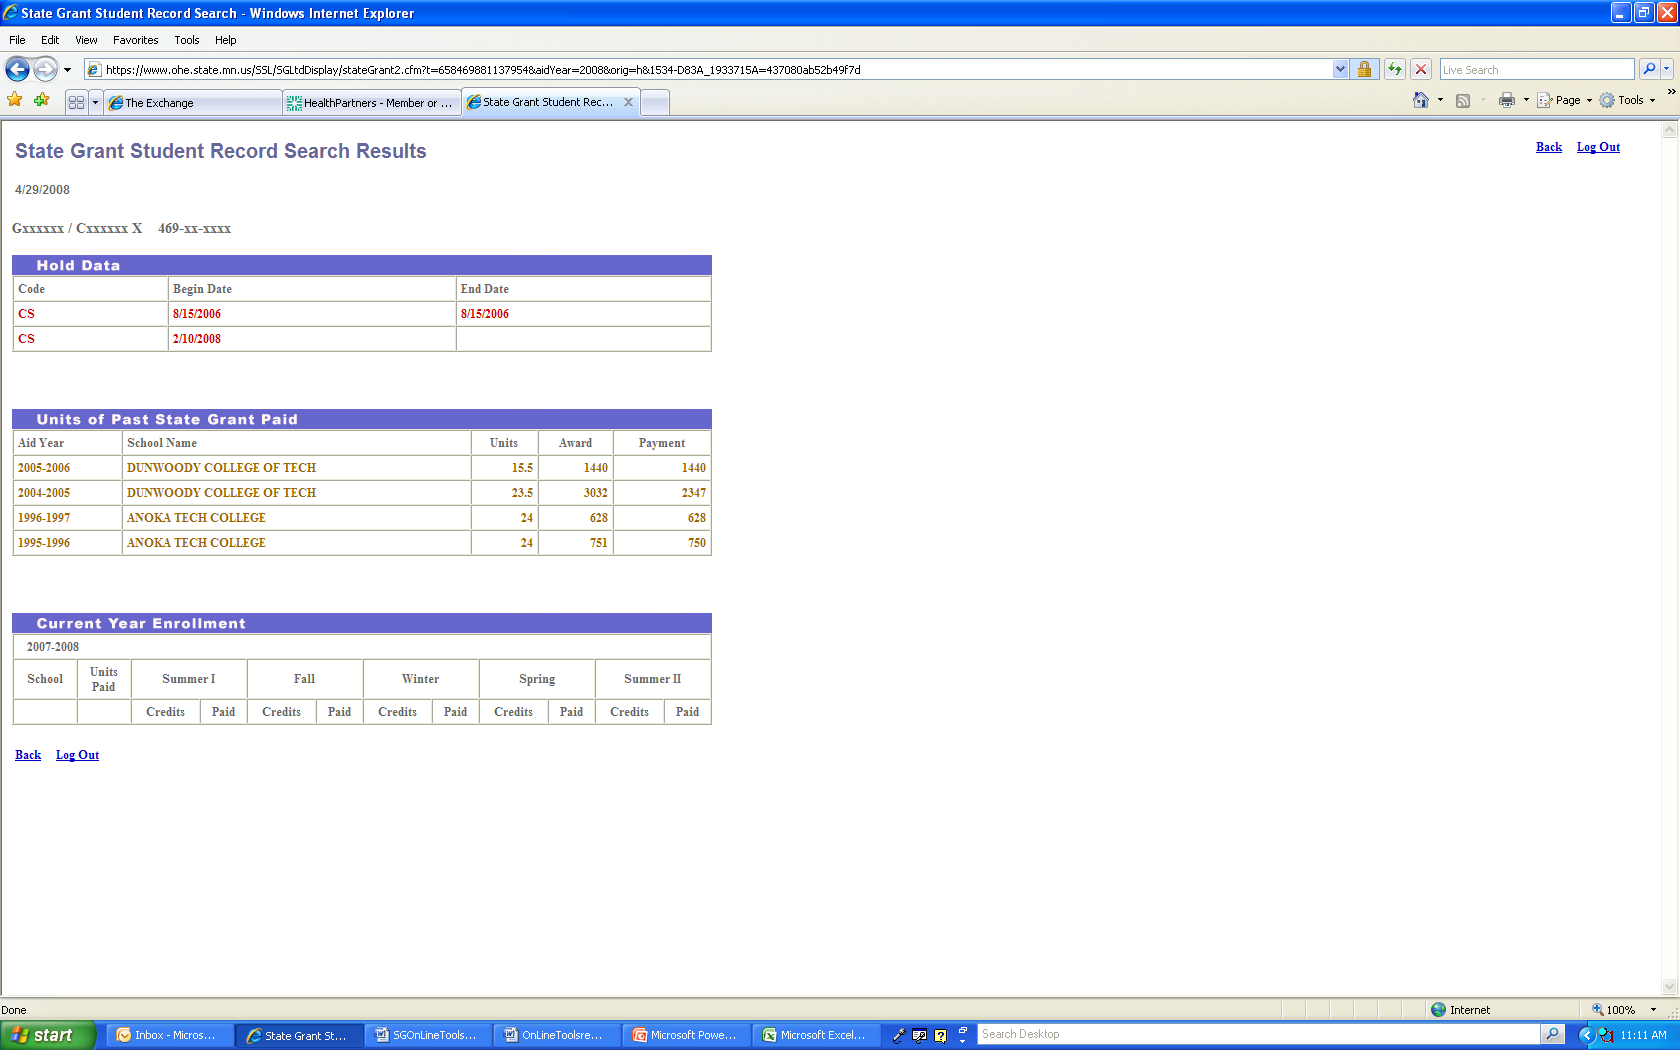 State Grant Student Record Search - Windows Internet Explorer
File Edit View Favorites Tools Help
https://www.ohe.state.mn.us/SSL/SGLtdDisplay/stateGrant2.cfm?t=658469881137954&aidYear=2008&orig=h&1534-D83A_1933715A=437080ab52b49f7d Live Search
The Exchange HealthPartners - Member or ... State Grant Student Rec... Page Tools
State Grant Student Record Search Results Back Log Out
4/29/2008
Gxxxxxx / Cxxxxxx X 469-xx-xxxx
Hold Data
Code Begin Date End Date
CS 8/15/2006 8/15/2006
CS 2/10/2008
Units of Past State Grant Paid
Aid Year School Name Units Award Payment
2005-2006 DUNWOODY COLLEGE OF TECH 15.5 1440 1440
2004-2005 DUNWOODY COLLEGE OF TECH 23.5 3032 2347
1996-1997 ANOKA TECH COLLEGE 24 628 628
1995-1996 ANOKA TECH COLLEGE 24 751 750
Current Year Enrollment
2007-2008
School Units Paid Summer I Fall Winter Spring Summer II
Credits Paid Credits Paid Credits Paid Credits Paid Credits Paid
Back Log Out
Done Internet 100%
start Inbox - Micros... State Grant St... SGOnLineTools... OnLineToolsre... Microsoft Powe... Microsoft Excel... Search Desktop 11:11 AM